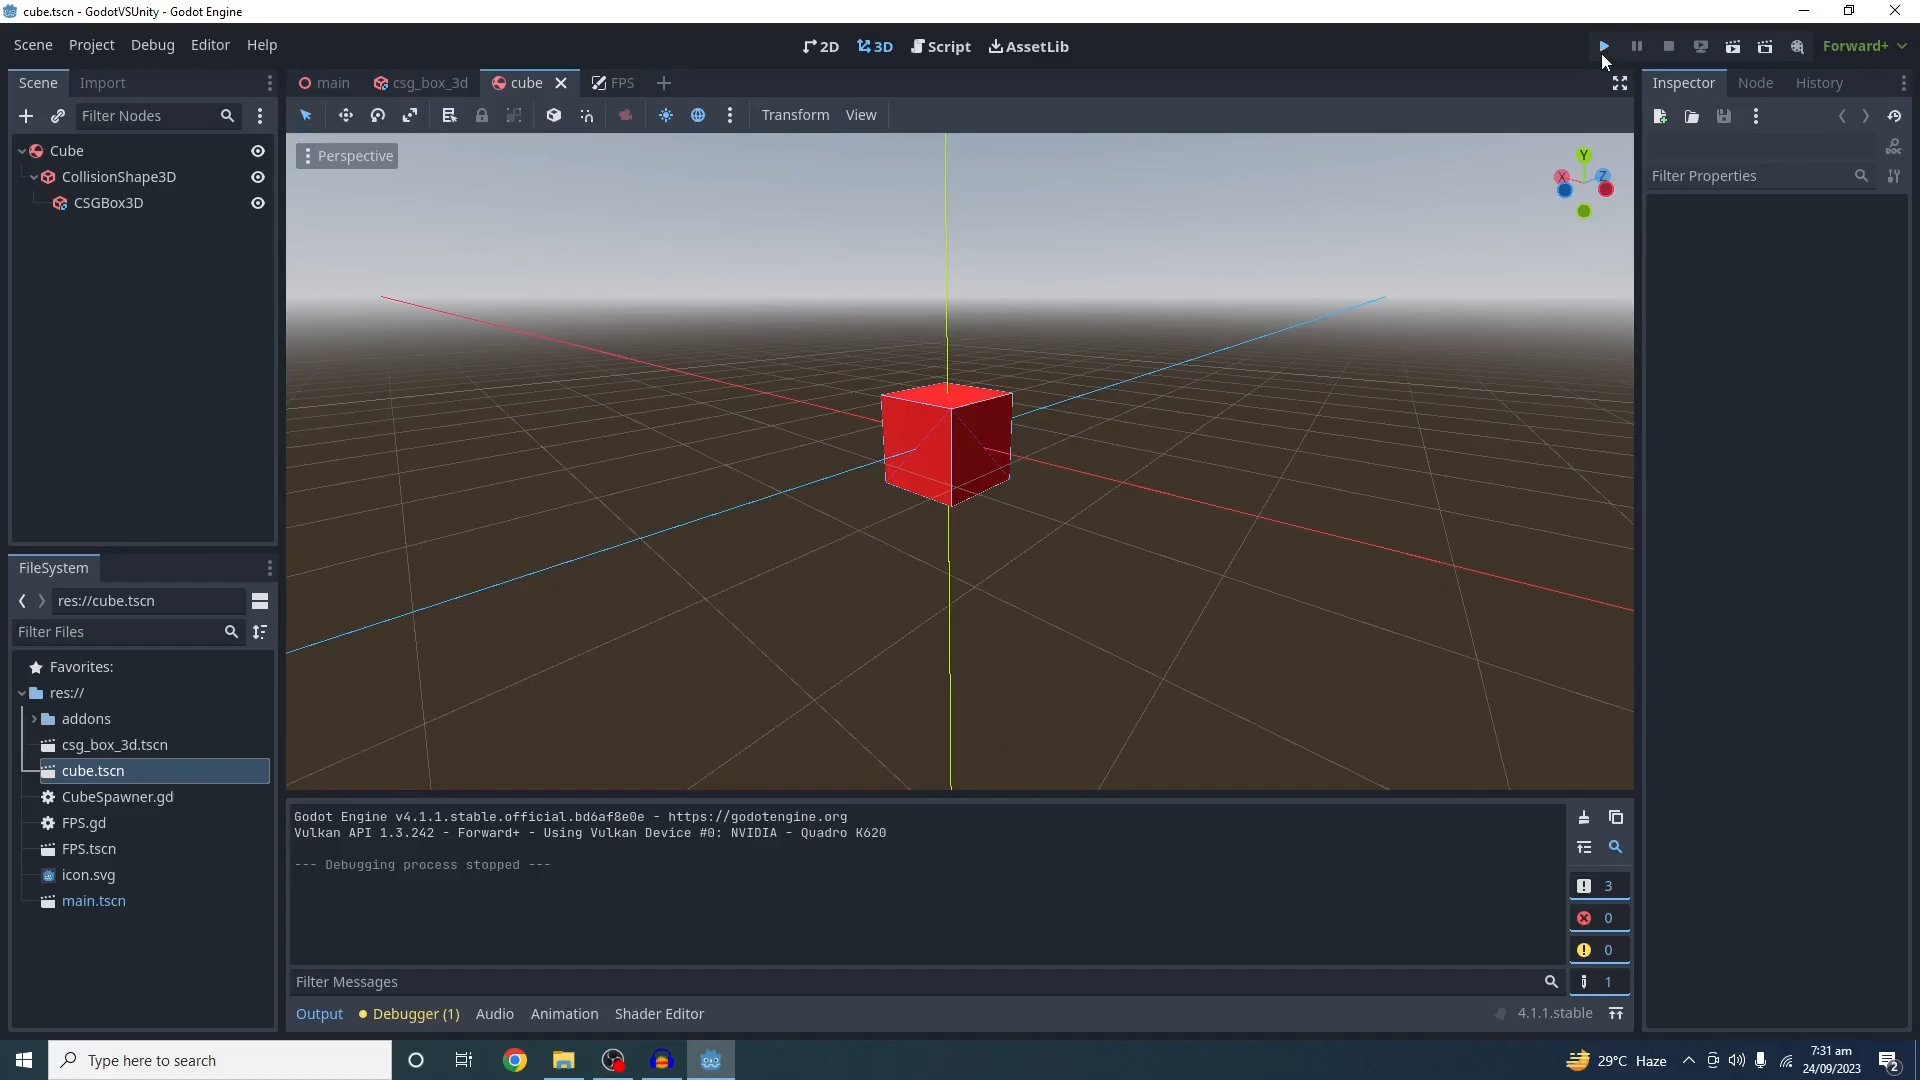 cube.tscn - GodotVSUnity - Godot Engine
Scene Project Debug Editor Help
2D 3D Script AssetLib
Forward+
Scene Import
main csg_box_3d cube FPS
Inspector Node History
Filter Nodes
Transform View
Cube
CollisionShape3D
CSGBox3D
Perspective
Y
X Z
DOC
Filter Properties
FileSystem
res://cube.tscn
Filter Files
Favorites:
res://
addons
csg_box_3d.tscn
cube.tscn
CubeSpawner.gd
FPS.gd
FPS.tscn
icon.svg
main.tscn
Godot Engine v4.1.1.stable.official.bd6af8e0e - https://godotengine.org
Vulkan API 1.3.242 - Forward+ - Using Vulkan Device #0: NVIDIA - Quadro K620
--- Debugging process stopped ---
3
0
0
1
Filter Messages
Output Debugger (1) Audio Animation Shader Editor
4.1.1.stable
Type here to search
29°C Haze
7:31 am
24/09/2023
2